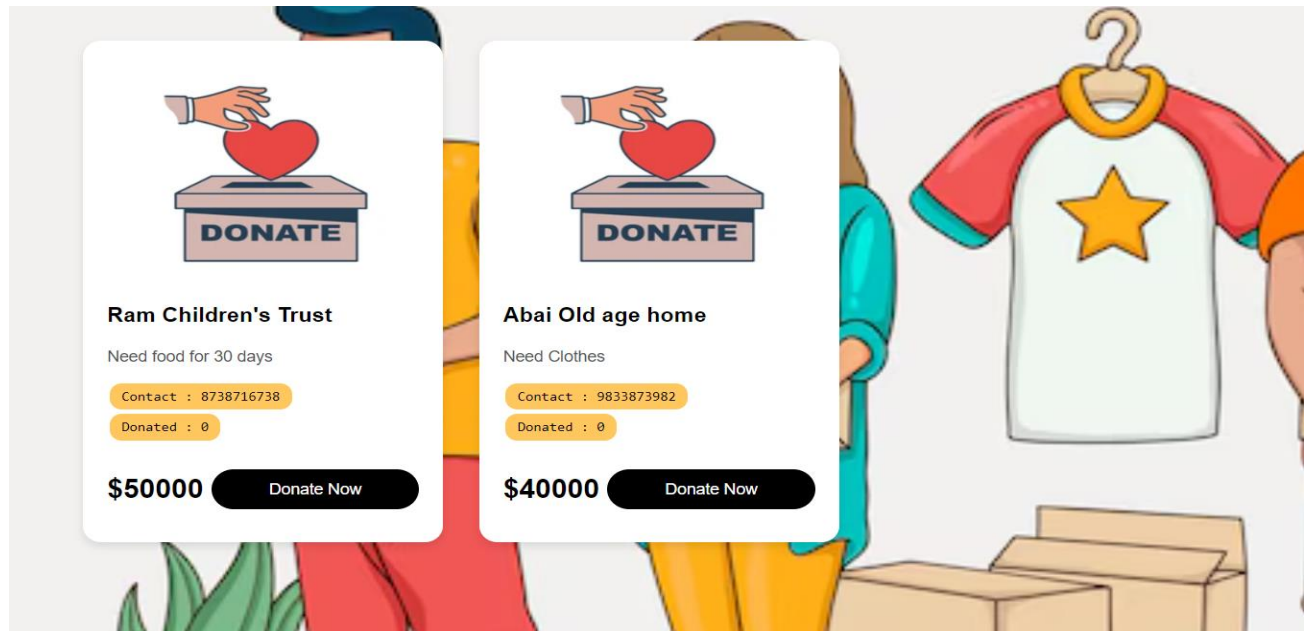 DONATE
Ram Children's Trust
Need food for 30 days
Contact : 8738716738
Donated : 0
$50000 Donate Now
DONATE
Abai Old age home
Need Clothes
Contact : 9833873982
Donated : 0
$40000 Donate Now